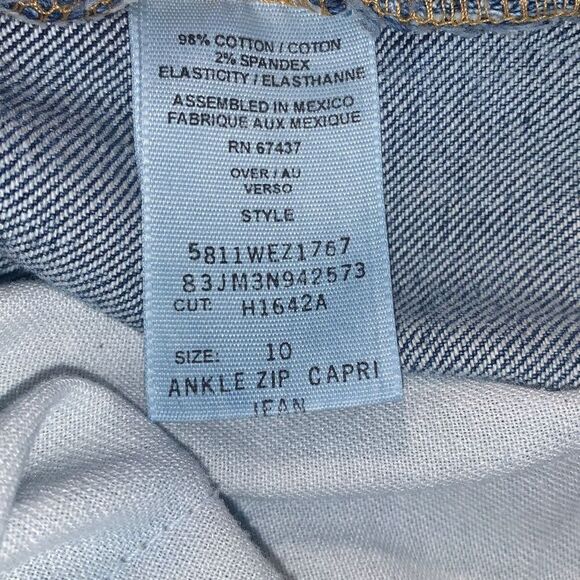 98% COTTON / COTON
2% SPANDEX
ELASTICITY / ELASTHANNE
ASSEMBLED IN MEXICO
FABRIQUE AUX MEXIQUE
RN 67437
OVER / AU
VERSO
STYLE
5811WEZ1767
83JM3N942573
CUT: H1642A
SIZE: 10
ANKLE ZIP CAPRI
JEAN